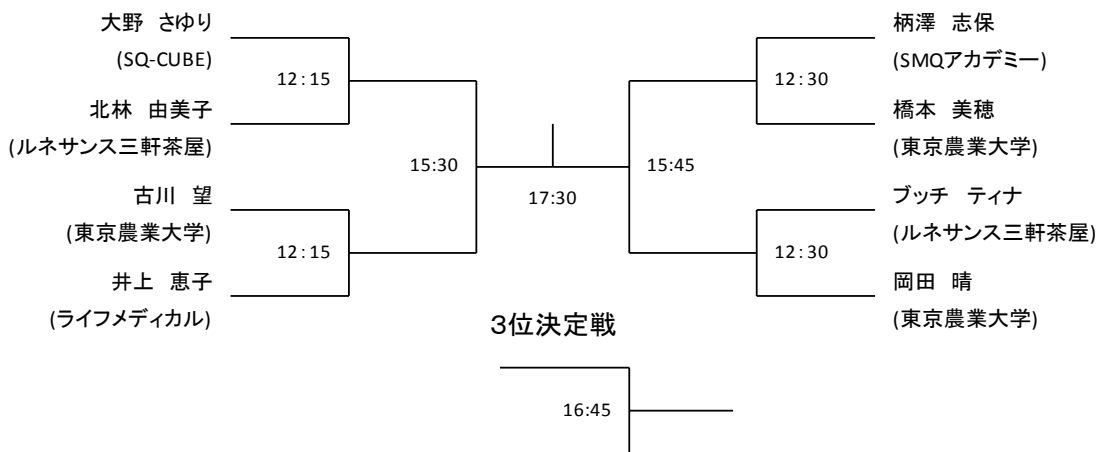 大野　さゆり
(SQ-CUBE)
12：15
北林　由美子
(ルネサンス三軒茶屋)
15:30
古川　望
(東京農業大学)
12：15
井上　恵子
(ライフメディカル)
17:30
柄澤　志保
(SMQアカデミー)
12：30
橋本　美穂
(東京農業大学)
15:45
ブッチ　ティナ
(ルネサンス三軒茶屋)
12：30
岡田　晴
(東京農業大学)
3位決定戦
16:45